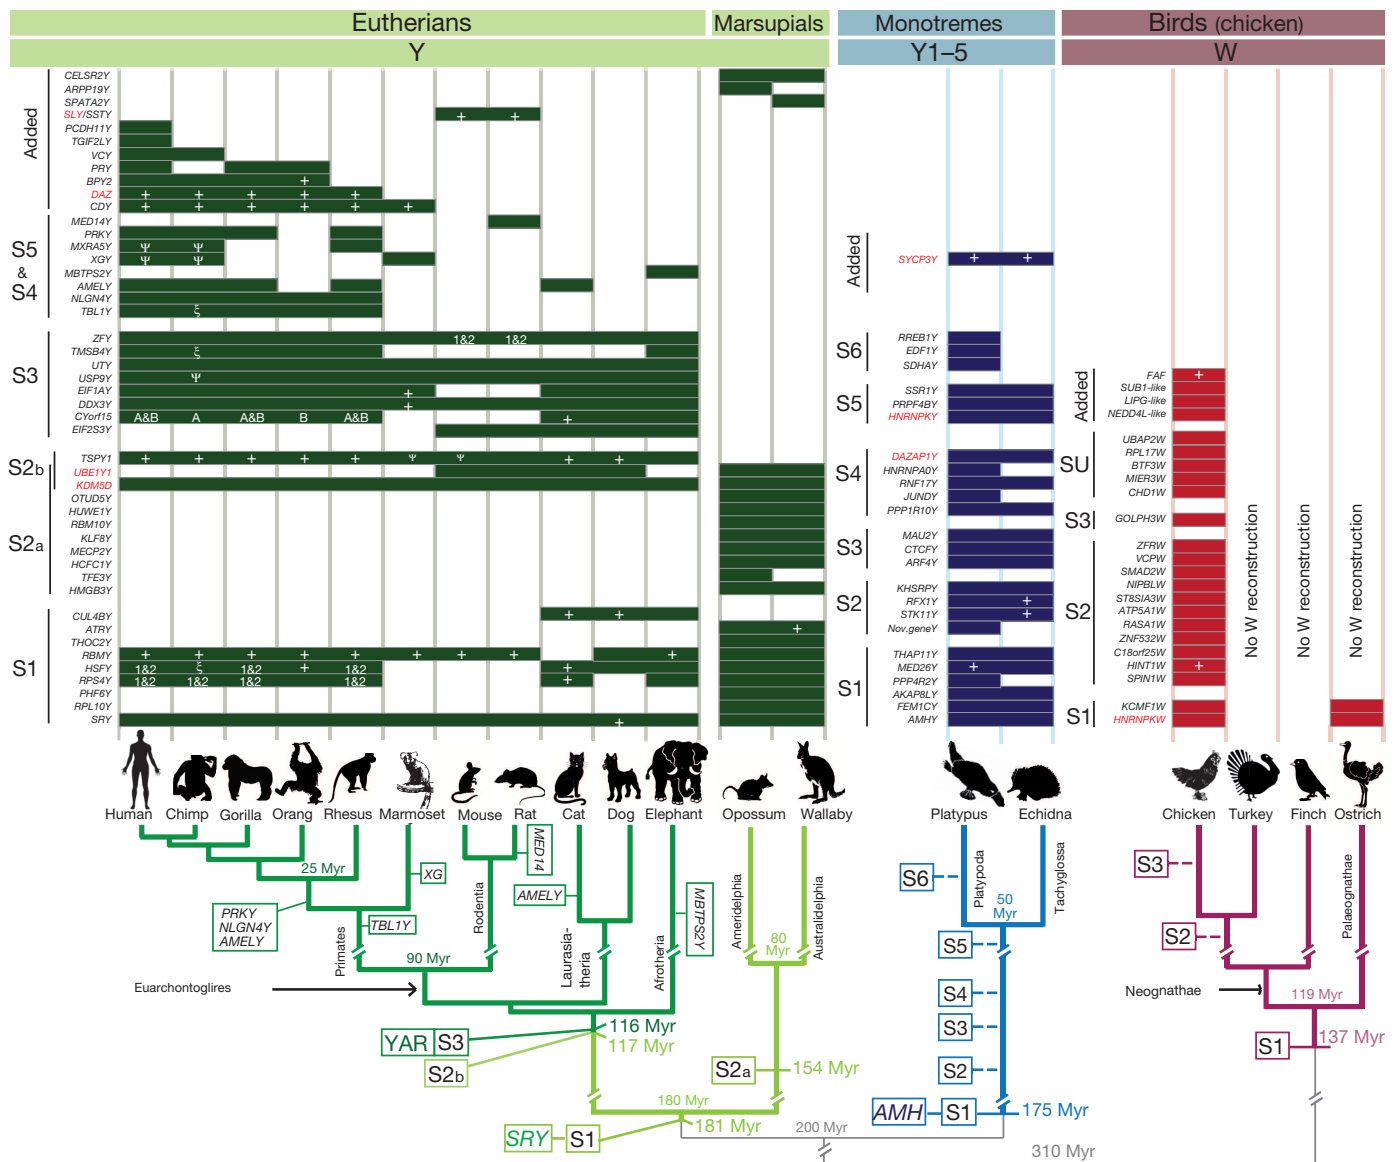 Eutherians
Marsupials
Monotremes
Birds (chicken)
Y
Y1–5
W
Added
CELSR2Y
ARPP19Y
SPATA2Y
SLY/SSTY + +
PCDH11Y
TGIF2LY
VCY
PRY
BPY2 +
DAZ + + + + +
CDY + + + + + +
S5
&
S4
MED14Y
PRKY
MXRA5Y Ψ Ψ
XGY Ψ Ψ
MBTPS2Y
AMELY
NLGN4Y
TBL1Y ξ
S3
ZFY 1&2 1&2
TMSB4Y ξ
UTY
USP9Y Ψ
EIF1AY +
DDX3Y +
CYorf15 A&B A A&B B A&B +
EIF2S3Y
S2b
TSPY1 + + + + + Ψ Ψ + +
UBE1Y1
KDM5D
S2a
OTUD5Y
HUWE1Y
RBM10Y
KLF8Y
MECP2Y
HCFC1Y
TFE3Y
HMGB3Y
S1
CUL4BY + +
ATRY +
THOC2Y
RBMY + + + + + + + + +
HSFY 1&2 ξ 1&2 + 1&2 +
RPS4Y 1&2 1&2 1&2 1&2 +
PHF6Y
RPL10Y
SRY +
Added
SYCP3Y + +
S6
RREB1Y
EDF1Y
SDHAY
S5
SSR1Y
PRPF4BY
HNRNPKY
S4
DAZAP1Y
HNRNPA0Y
RNF17Y
JUNDY
PPP1R10Y
S3
MAU2Y
CTCFY
ARF4Y
S2
KHSRPY
RFX1Y +
STK11Y +
Nov.geneY
S1
THAP11Y
MED26Y +
PPP4R2Y
AKAP8LY
FEM1CY
AMHY
Added
FAF +
SUB1-like
LIPG-like
NEDD4L-like
SU
UBAP2W
RPL17W
BTF3W
MIER3W
CHD1W
S3
GOLPH3W
S2
ZFRW
VCPW
SMAD2W
NIPBLW
ST8SIA3W
ATP5A1W
RASA1W
ZNF532W
C18orf25W
HINT1W +
SPIN1W
S1
KCMF1W
HNRNPKW
No W reconstruction
No W reconstruction
No W reconstruction
Human
Chimp
Gorilla
Orang
Rhesus
Marmoset
Mouse
Rat
Cat
Dog
Elephant
Opossum
Wallaby
Platypus
Echidna
Chicken
Turkey
Finch
Ostrich
25 Myr
XG
MED14
PRKY
NLGN4Y
AMELY
TBL1Y
Primates
Rodentia
AMELY
Laurasia-
theria
Afrotheria
MBTPS2Y
90 Myr
Euarchontoglires
YAR S3
116 Myr
117 Myr
S2b
Ameridelphia
Australidelphia
80
Myr
S2a
154 Myr
180 Myr
SRY S1
181 Myr
S6
Platypoda
Tachyglossa
50
Myr
S5
S4
S3
S2
AMH S1
175 Myr
200 Myr
310 Myr
S3
S2
Palaeognathae
Neognathae
119 Myr
137 Myr
S1